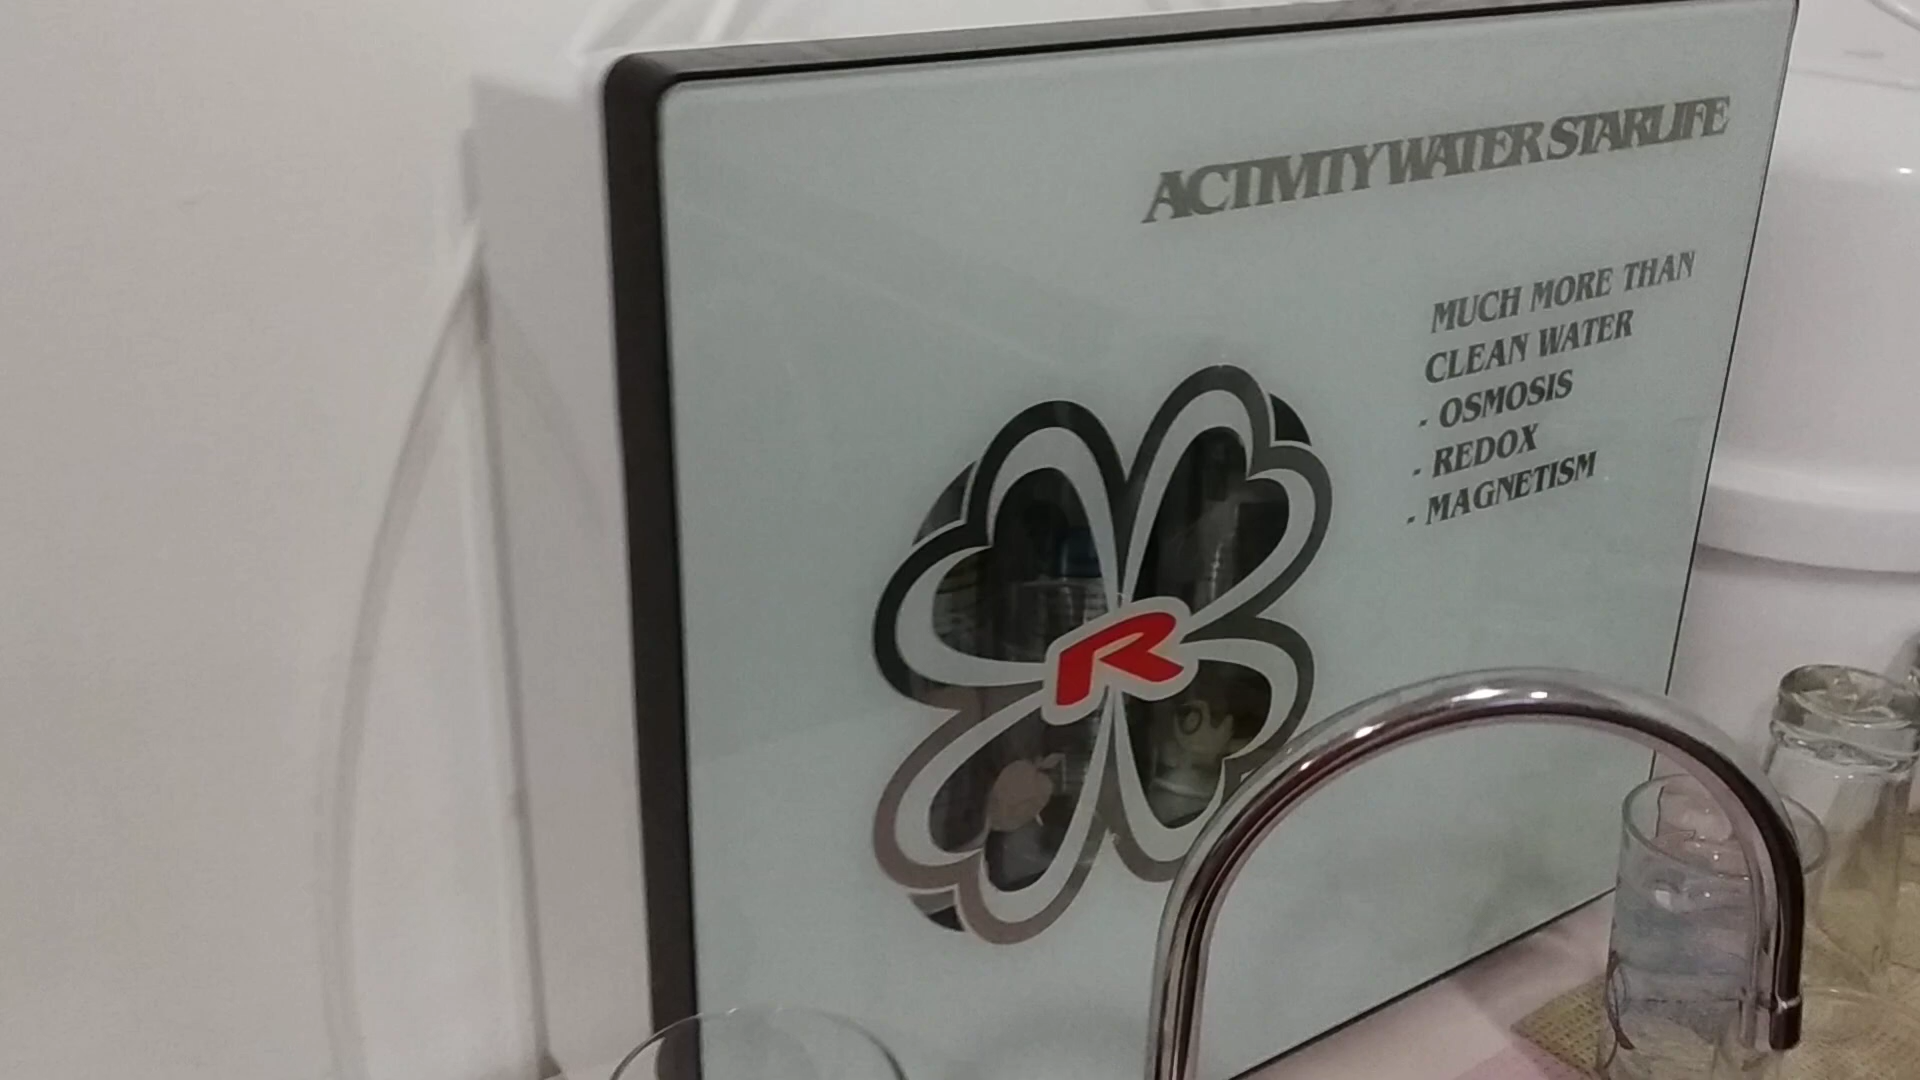 ACTIVITY WATER STARLIFE
MUCH MORE THAN
CLEAN WATER
- OSMOSIS
- REDOX
- MAGNETISM
R